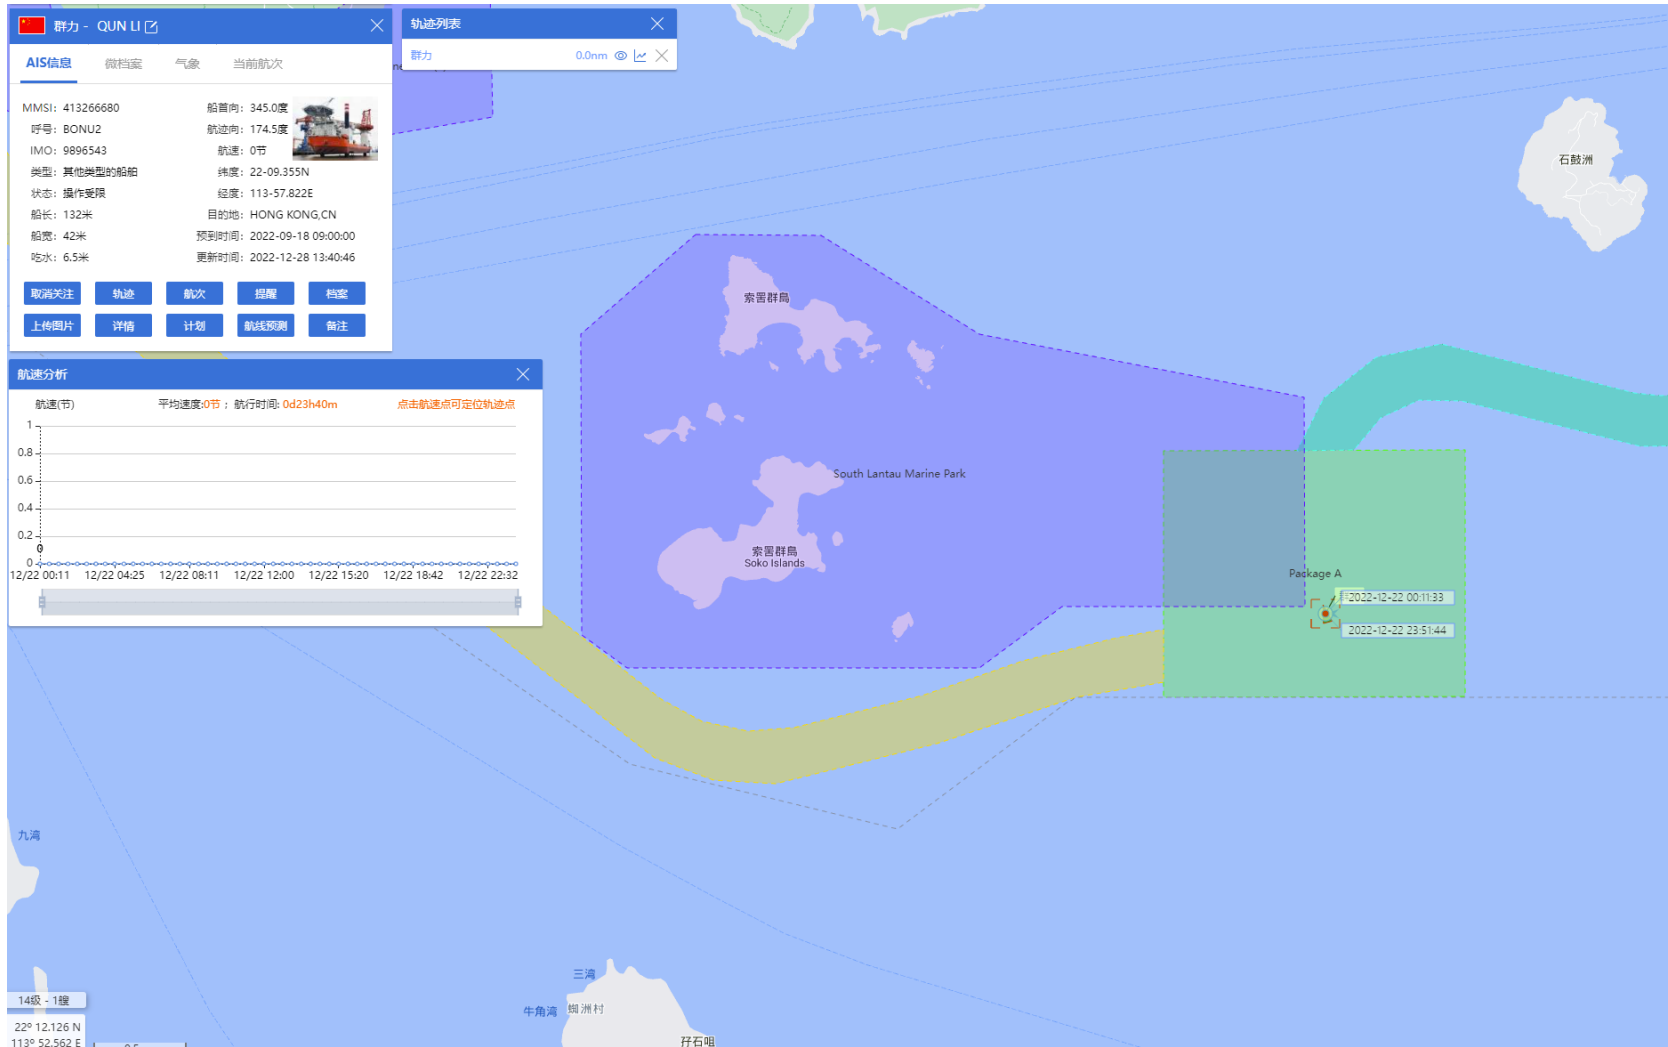 群力 - QUN LI
AIS信息 微档案 气象 当前航次
MMSI: 413266680
船首向: 345.0度
呼号: BONU2
航迹向: 174.5度
IMO: 9896543
航速: 0节
类型: 其他类型的船舶
纬度: 22-09.355N
状态: 操作受限
经度: 113-57.822E
船长: 132米
目的地: HONG KONG,CN
船宽: 42米
预到时间: 2022-09-18 09:00:00
吃水: 6.5米
更新时间: 2022-12-28 13:40:46
取消关注 轨迹 航次 提醒 档案
上传图片 详情 计划 航线预测 备注
轨迹列表
群力 0.0nm
航速分析
航速(节) 平均速度:0节 ; 航行时间: 0d23h40m 点击航速点可定位轨迹点
1
0.8
0.6
0.4
0.2
0
0
12/22 00:11 12/22 04:25 12/22 08:11 12/22 12:00 12/22 15:20 12/22 18:42 12/22 22:32
石鼓洲
索罟群島
South Lantau Marine Park
索罟群島
Soko Islands
Package A
2022-12-22 00:11:33
2022-12-22 23:51:44
九湾
三湾
牛角湾
蜘洲村
孖石咀
14级 - 1艘
22º 12.126 N
113º 52.562 E